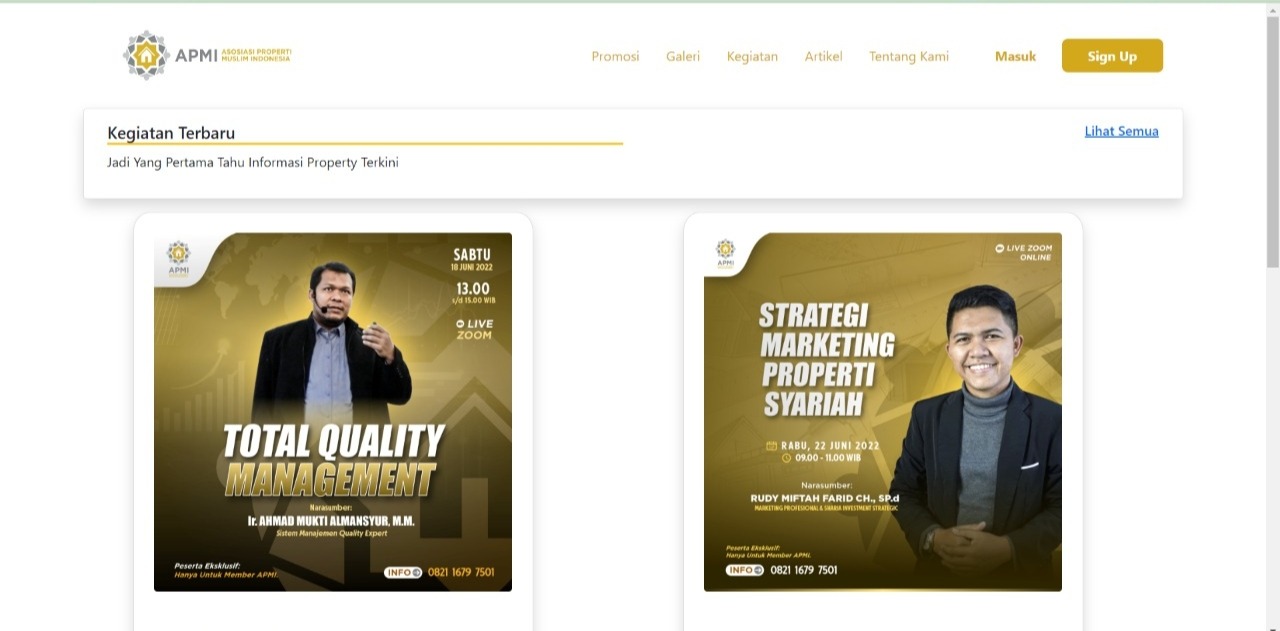 APMI ASOSIASI PROPERTI
MUSLIM INDONESIA
Promosi Galeri Kegiatan Artikel Tentang Kami Masuk Sign Up
Kegiatan Terbaru
Lihat Semua
Jadi Yang Pertama Tahu Informasi Property Terkini
APMI
SABTU
18 JUNI 2022
13.00
s/d 15.00 WIB
LIVE
ZOOM
TOTAL QUALITY
MANAGEMENT
Narasumber:
Ir. AHMAD MUKTI ALMANSYUR, M.M.
Sistem Manajemen Quality Expert
Peserta Eksklusif:
Hanya Untuk Member APMI.
INFO 0821 1679 7501
APMI
LIVE ZOOM
ONLINE
STRATEGI
MARKETING
PROPERTI
SYARIAH
RABU, 22 JUNI 2022
09.00 - 11.00 WIB
Narasumber:
RUDY MIFTAH FARID CH., SP.d
MARKETING PROFESIONAL & SWARIA INVESTMENT STRATEGIC
Peserta Eksklusif:
Hanya Untuk Member APMI.
INFO 0821 1679 7501